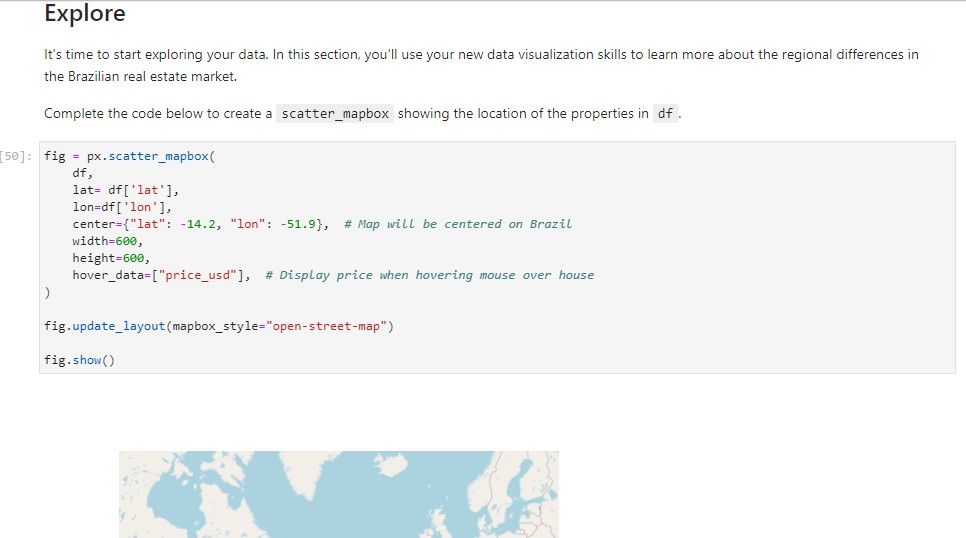 Explore
It's time to start exploring your data. In this section, you'll use your new data visualization skills to learn more about the regional differences in
the Brazilian real estate market.
Complete the code below to create a scatter_mapbox showing the location of the properties in df .
[50]: fig = px.scatter_mapbox(
    df,
    lat= df['lat'],
    lon=df['lon'],
    center={"lat": -14.2, "lon": -51.9},  # Map will be centered on Brazil
    width=600,
    height=600,
    hover_data=["price_usd"],  # Display price when hovering mouse over house
)
fig.update_layout(mapbox_style="open-street-map")
fig.show()